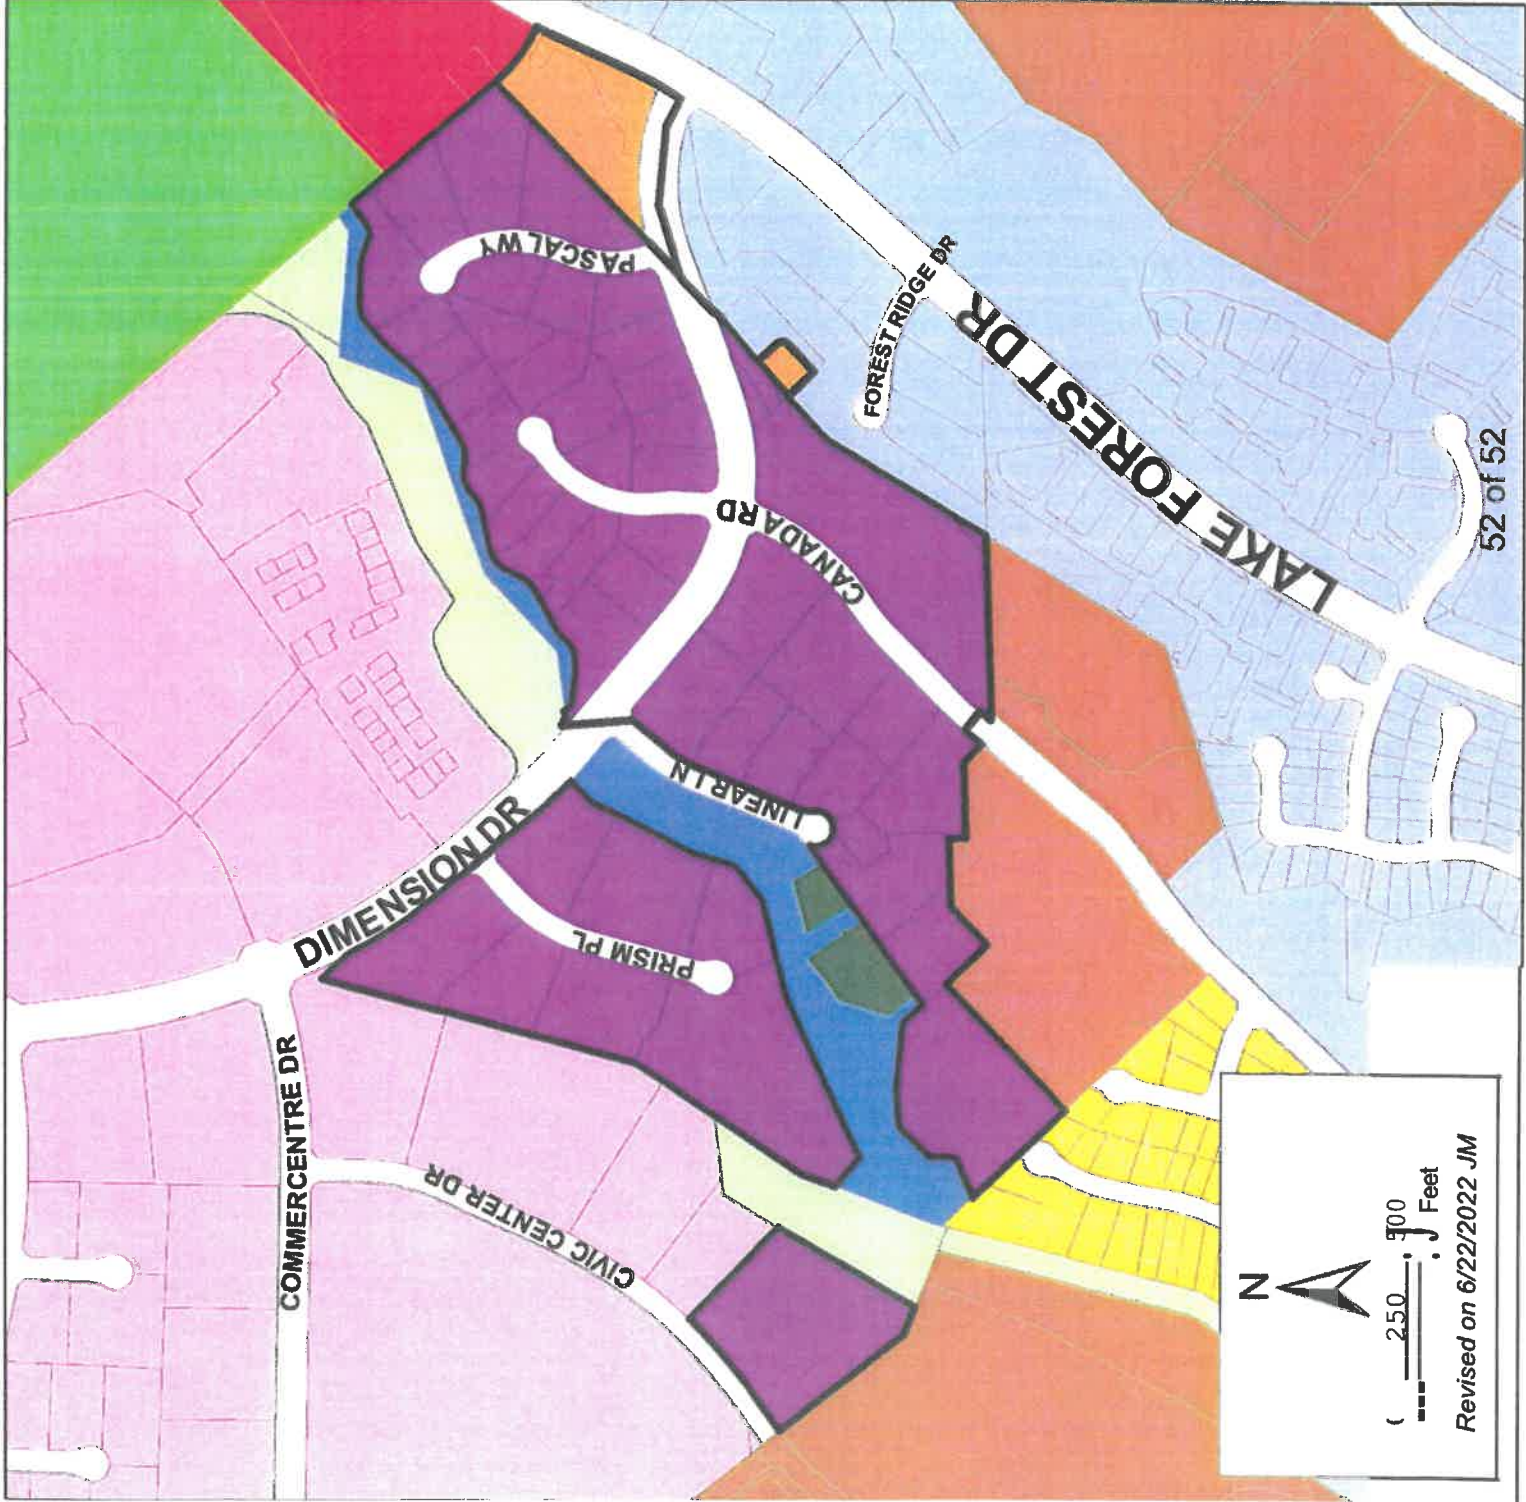 PASCAL WY
FOREST RIDGE DR
LAKE FOREST DR
CANADA RD
LINEAR LN
DIMENSION DR
PRISM PL
COMMERCENTRE DR
CIVIC CENTER DR
52 of 52
N
250 500
Feet
Revised on 6/22/2022 JM